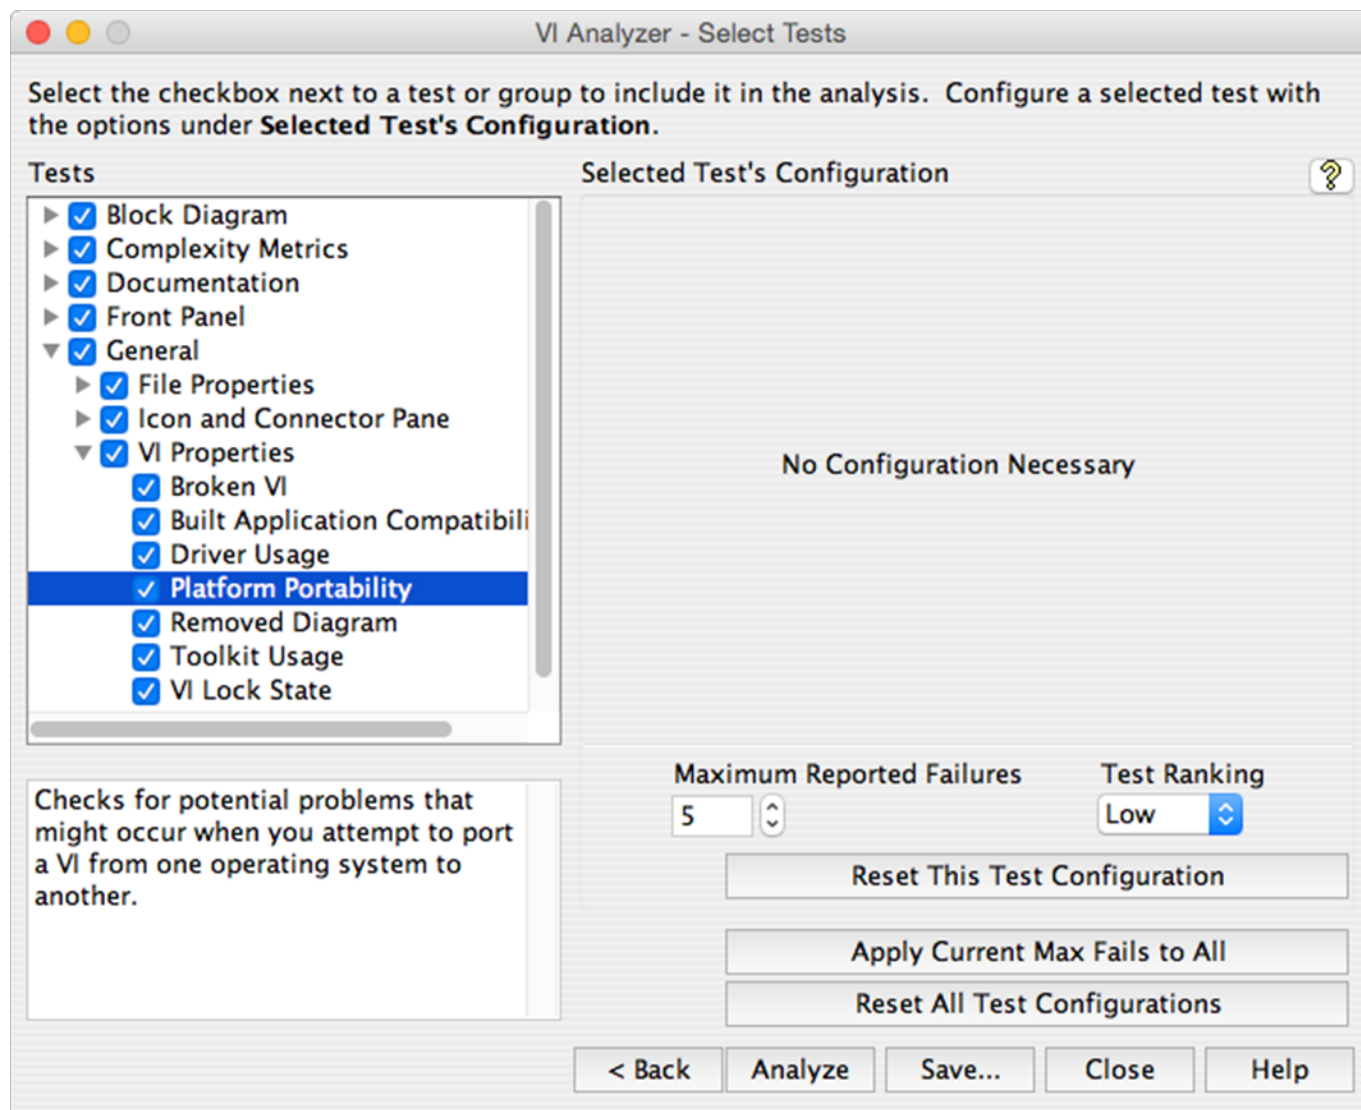 VI Analyzer - Select Tests
Select the checkbox next to a test or group to include it in the analysis.  Configure a selected test with
the options under Selected Test's Configuration.
Tests
Selected Test's Configuration
Block Diagram
Complexity Metrics
Documentation
Front Panel
General
File Properties
Icon and Connector Pane
VI Properties
Broken VI
Built Application Compatibili
Driver Usage
Platform Portability
Removed Diagram
Toolkit Usage
VI Lock State
No Configuration Necessary
Checks for potential problems that
might occur when you attempt to port
a VI from one operating system to
another.
Maximum Reported Failures
Test Ranking
5
Low
Reset This Test Configuration
Apply Current Max Fails to All
Reset All Test Configurations
< Back
Analyze
Save...
Close
Help